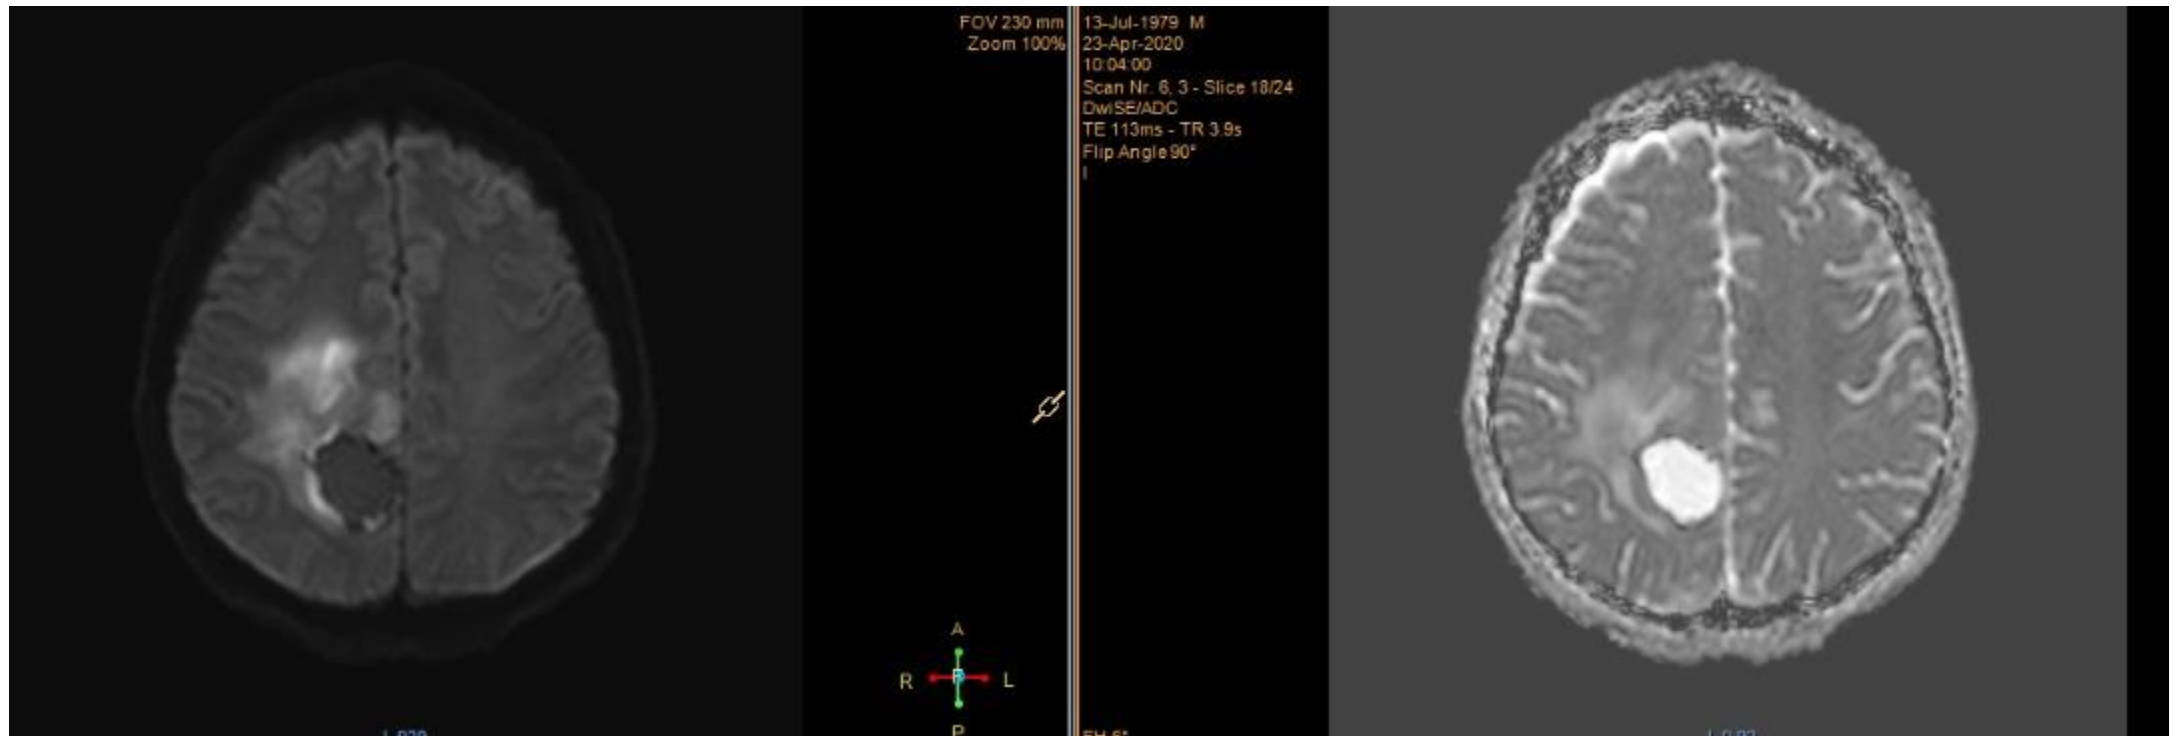 FOV 230 mm
Zoom 100%
13-Jul-1979 M
23-Apr-2020
10:04:00
Scan Nr. 6, 3 - Slice 18/24
DwiSE/ADC
TE 113ms - TR 3.9s
Flip Angle 90°
I
A
R
L
P